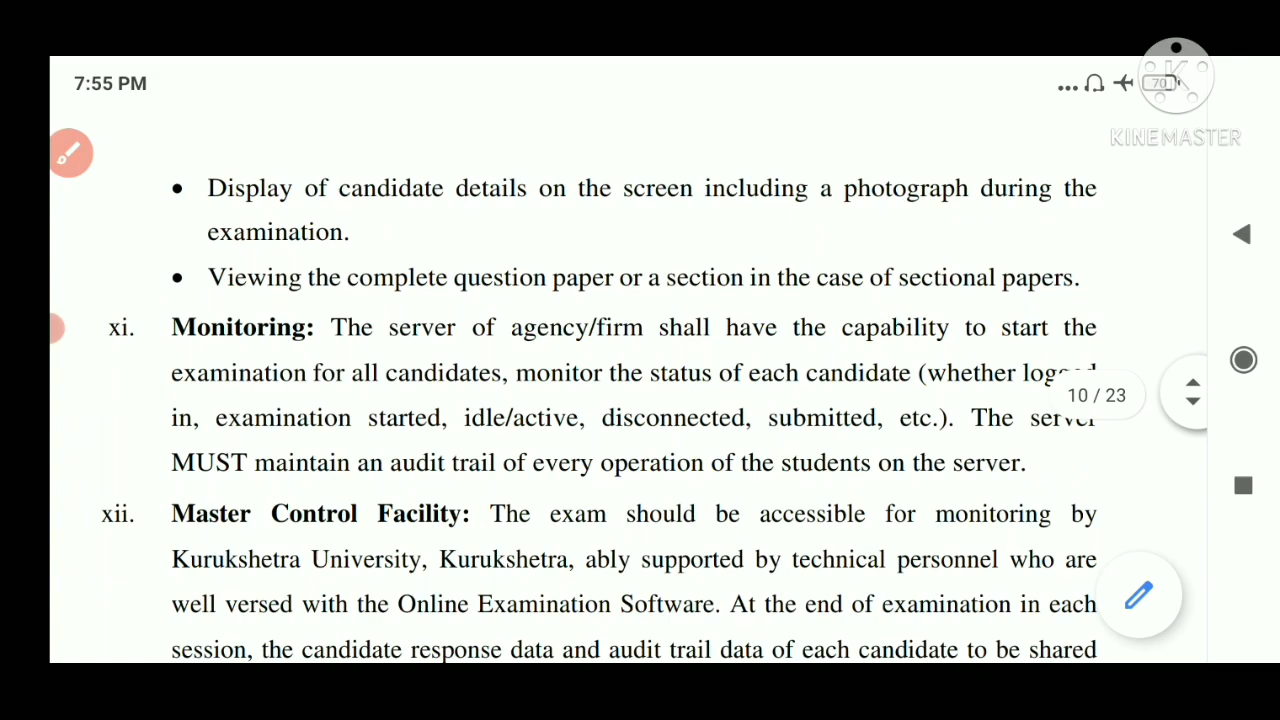 7:55 PM
70
KINEMASTER
• Display of candidate details on the screen including a photograph during the
examination.
• Viewing the complete question paper or a section in the case of sectional papers.
xi. Monitoring: The server of agency/firm shall have the capability to start the
examination for all candidates, monitor the status of each candidate (whether logged
10 / 23
in, examination started, idle/active, disconnected, submitted, etc.). The server
MUST maintain an audit trail of every operation of the students on the server.
xii. Master Control Facility: The exam should be accessible for monitoring by
Kurukshetra University, Kurukshetra, ably supported by technical personnel who are
well versed with the Online Examination Software. At the end of examination in each
session, the candidate response data and audit trail data of each candidate to be shared